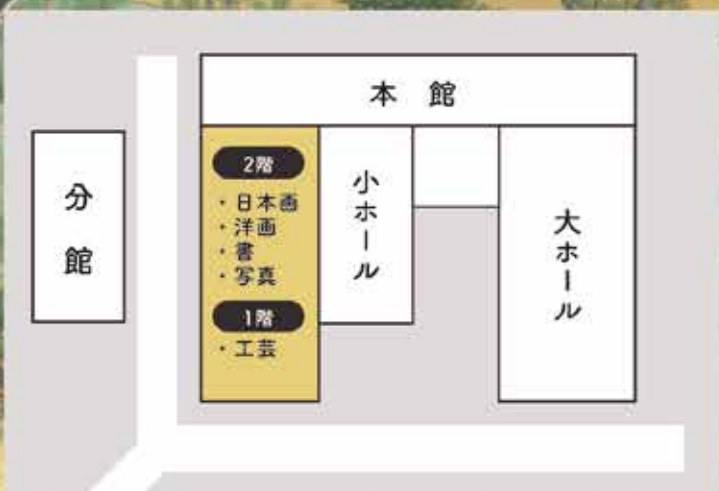 本館
分館
2階
・日本画
・洋画
・書
・写真
1階
・工芸
小ホール
大ホール